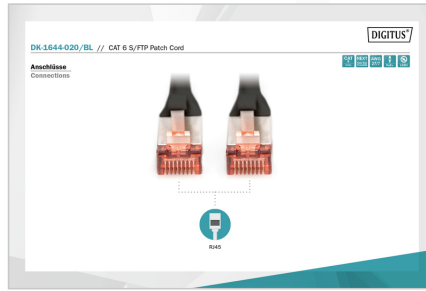 DIGITUS®
DK-1644-020/BL // CAT 6 S/FTP Patch Cord
Anschlüsse
Connections
RJ45